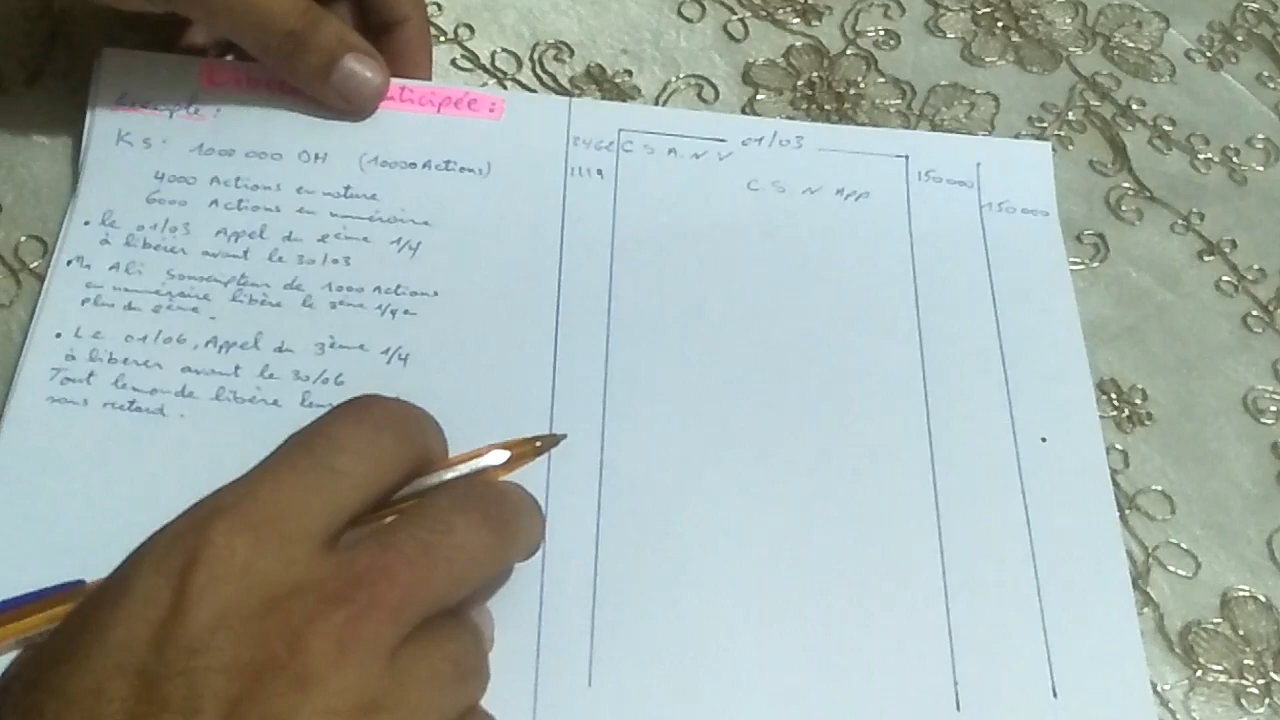 nticipée :
Exemple :
KS : 1000 000 DH (10000 Actions)
4000 Actions en nature
6000 Actions en numéraire
• le 01/03 Appel du 2ème 1/4
à libérer avant le 30/03
• Mr Ali Souscripteur de 1000 Actions
en numéraire libère le 3ème 1/4 en
plus du 2ème.
• Le 01/06, Appel du 3ème 1/4
à libérer avant le 30/06
Tout le monde libère
sans retard.
01/03
3462 C S A.N.V 150000
1119 C.S N App 150000